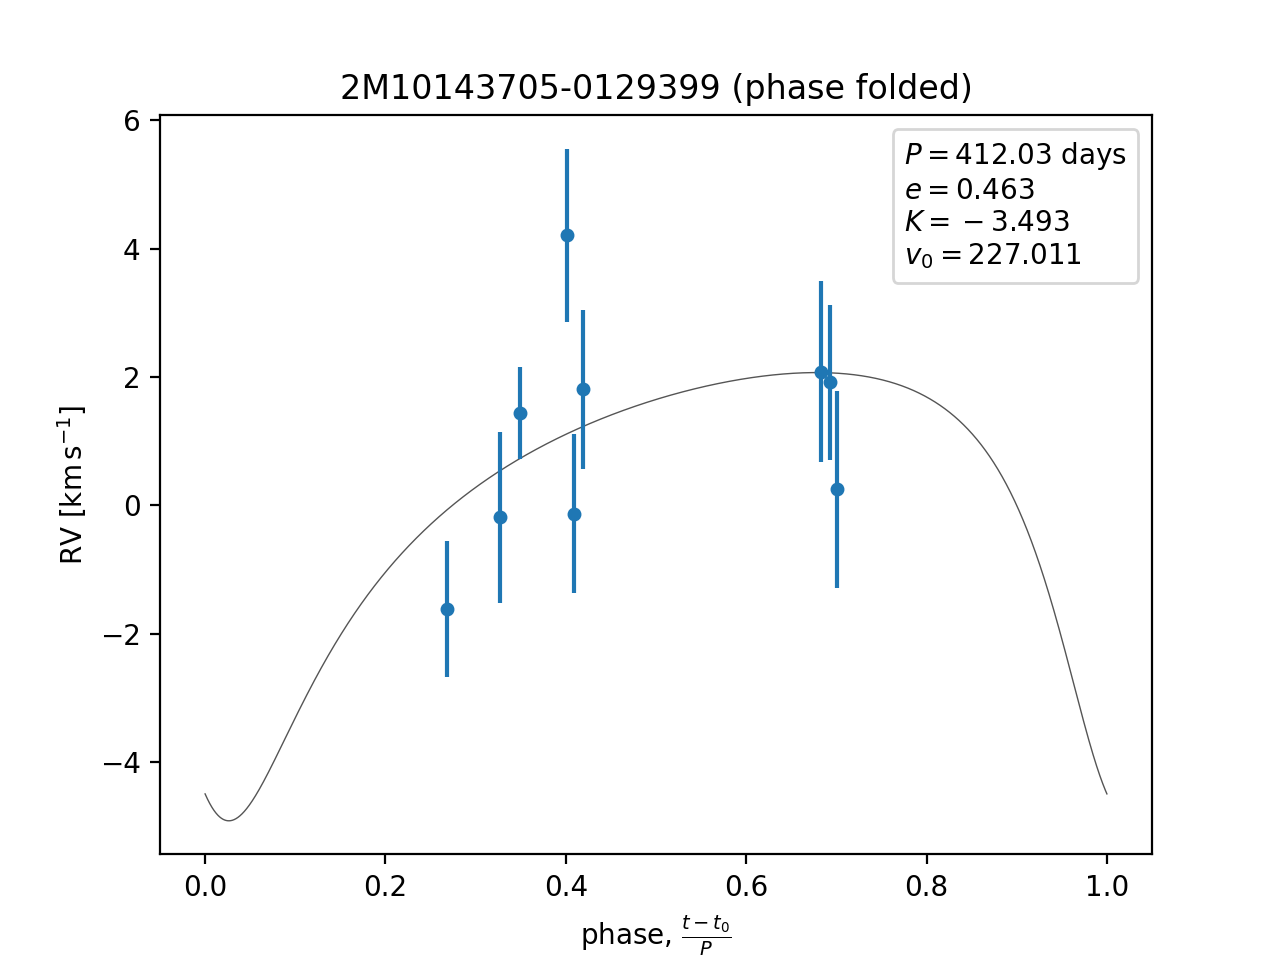 2M10143705-0129399 (phase folded)
P = 412.03 days
e = 0.463
K = −3.493
v₀ = 227.011
6
4
2
0
−2
−4
RV [km s⁻¹]
0.0 0.2 0.4 0.6 0.8 1.0
phase, (t − t₀)/P